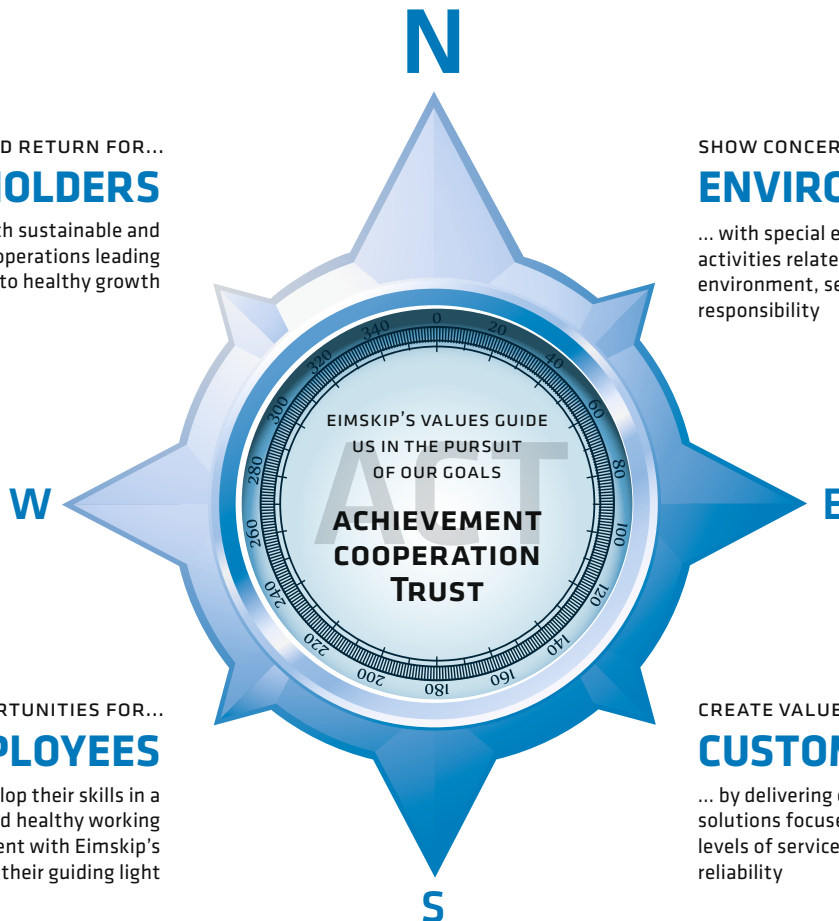 N
D RETURN FOR...
HOLDERS
th sustainable and
operations leading
to healthy growth
SHOW CONCER
ENVIRO
... with special e
activities relate
environment, se
responsibility
0
20
40
60
80
100
120
140
160
180
200
220
240
260
280
300
320
340
EIMSKIP'S VALUES GUIDE
US IN THE PURSUIT
OF OUR GOALS
ACT
ACHIEVEMENT
COOPERATION
TRUST
W
E
RTUNITIES FOR...
PLOYEES
lop their skills in a
d healthy working
ent with Eimskip's
their guiding light
CREATE VALUE
CUSTOM
... by delivering
solutions focuse
levels of service
reliability
S